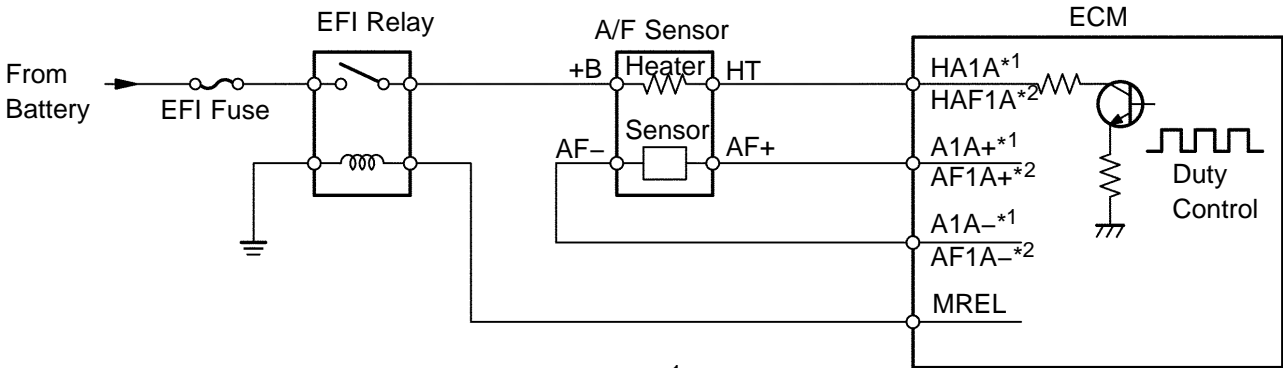 EFI Relay
A/F Sensor
ECM
From
Battery
EFI Fuse
+B
Heater
HT
HA1A*1
HAF1A*2
Sensor
AF−
AF+
A1A+*1
AF1A+*2
Duty
Control
A1A−*1
AF1A−*2
MREL